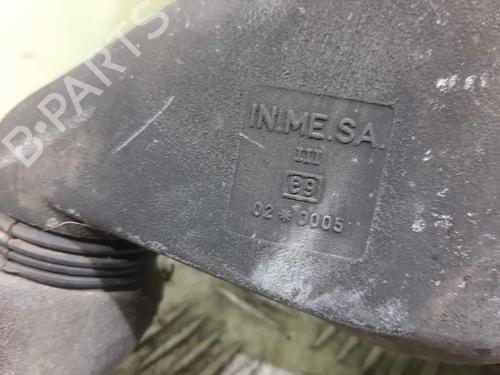 B-PARTS
IN.ME.SA.
III
e9
02*0005